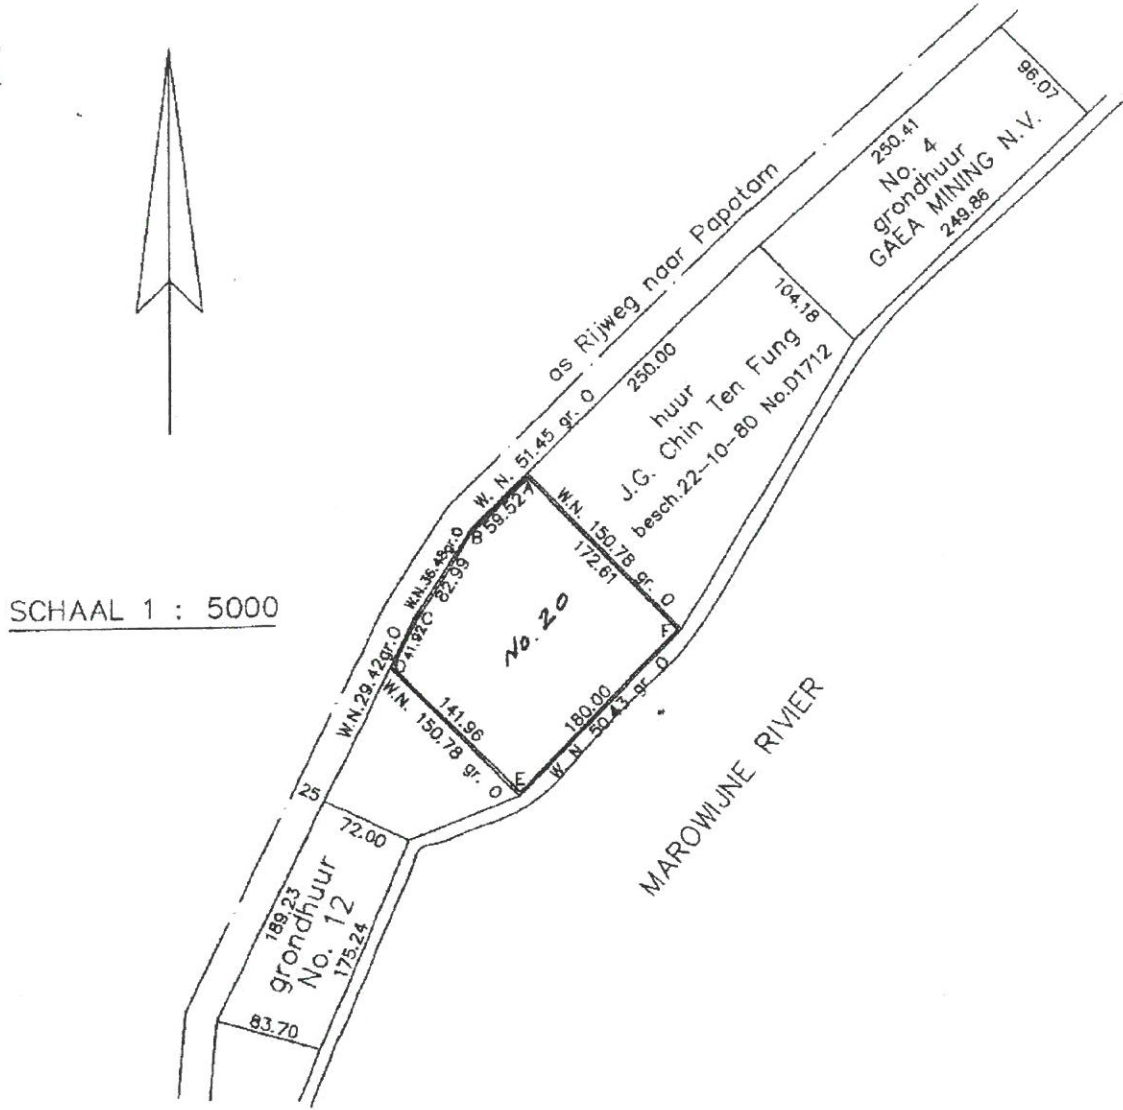 96.07
250.41
No. 4
grondhuur
GAEA MINING N.V.
249.86
as Rijweg naar Papatam
104.18
250.00
huur
J.G. Chin Ten Fung
besch.22-10-80 No.D1712
W. N. 51.45 gr. O
59.52
A
B
W.N. 150.78 gr. O
172.61
W.N.36.48gr.O
82.99
C
SCHAAL 1 : 5000
No. 20
41.92
W.N.29.42gr.O
D
F
141.96
W.N. 150.78 gr. O
180.00
W N 50.43 gr O
E
MAROWIJNE RIVIER
25
72.00
189.23
grondhuur
No. 12
175.24
83.70